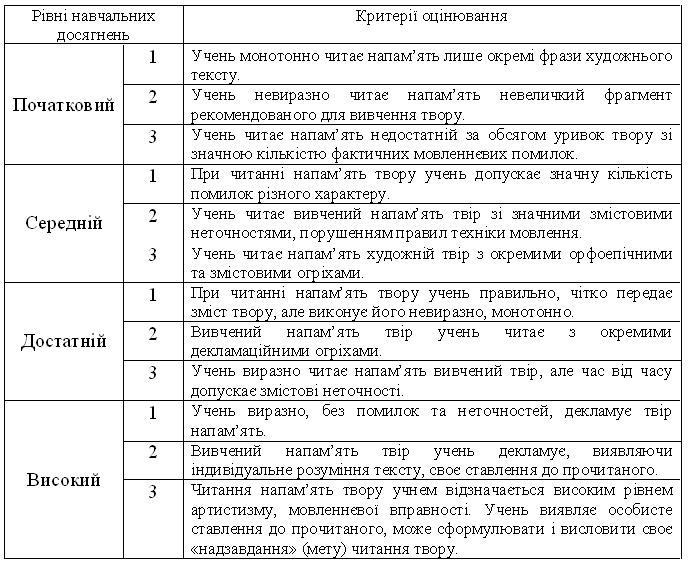 Рівні навчальних
досягнень
Критерії оцінювання
Початковий
1
Учень монотонно читає напам’ять лише окремі фрази художнього
тексту.
2
Учень невиразно читає напам’ять невеличкий фрагмент
рекомендованого для вивчення твору.
3
Учень читає напам’ять недостатній за обсягом уривок твору зі
значною кількістю фактичних мовленнєвих помилок.
Середній
1
При читанні напам’ять твору учень допускає значну кількість
помилок різного характеру.
2
Учень читає вивчений напам’ять твір зі значними змістовими
неточностями, порушенням правил техніки мовлення.
3
Учень читає напам’ять художній твір з окремими орфоепічними
та змістовими огріхами.
Достатній
1
При читанні напам’ять твору учень правильно, чітко передає
зміст твору, але виконує його невиразно, монотонно.
2
Вивчений напам’ять твір учень читає з окремими
декламаційними огріхами.
3
Учень виразно читає напам’ять вивчений твір, але час від часу
допускає змістові неточності.
Високий
1
Учень виразно, без помилок та неточностей, декламує твір
напам’ять.
2
Вивчений напам’ять твір учень декламує, виявляючи
індивідуальне розуміння тексту, своє ставлення до прочитаного.
3
Читання напам’ять твору учнем відзначається високим рівнем
артистизму, мовленнєвої вправності. Учень виявляє особисте
ставлення до прочитаного, може сформулювати і висловити своє
«надзавдання» (мету) читання твору.